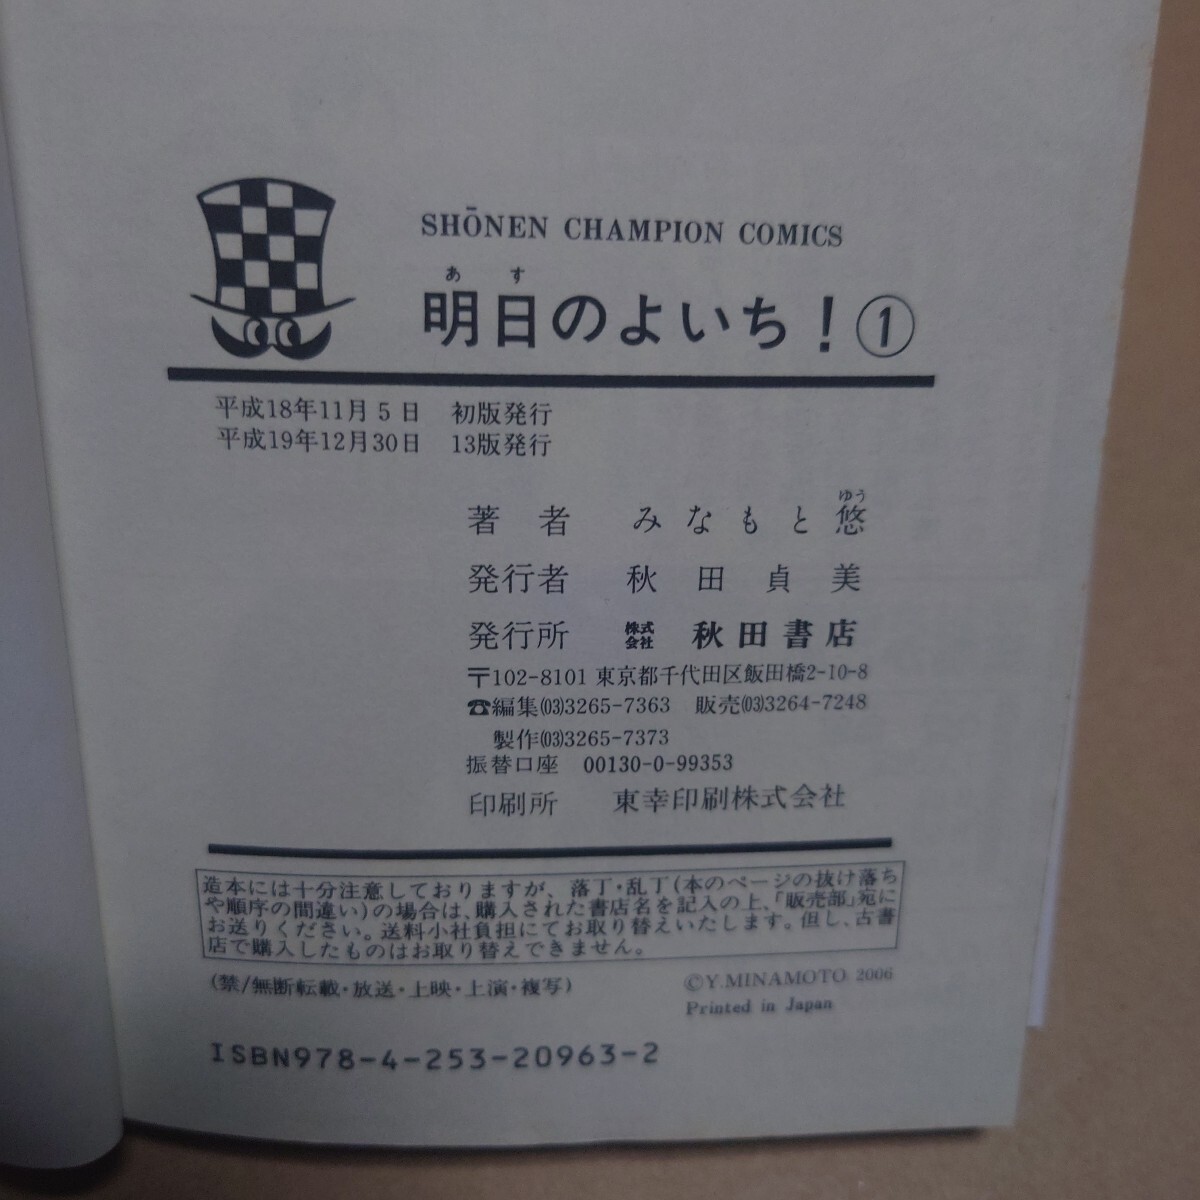 SHŌNEN CHAMPION COMICS
あす
明日のよいち!①
平成18年11月5日 初版発行
平成19年12月30日 13版発行
ゆう
著者 みなもと悠
発行者 秋田貞美
発行所 株式会社 秋田書店
〒102-8101 東京都千代田区飯田橋2-10-8
☎編集(03)3265-7363 販売(03)3264-7248
製作(03)3265-7373
振替口座 00130-0-99353
印刷所 東幸印刷株式会社
造本には十分注意しておりますが、落丁・乱丁(本のページの抜け落ち
や順序の間違い)の場合は、購入された書店名を記入の上、「販売部」宛に
お送りください。送料小社負担にてお取り替えいたします。但し、古書
店で購入したものはお取り替えできません。
(禁/無断転載・放送・上映・上演・複写)
©Y.MINAMOTO 2006
Printed in Japan
ISBN978-4-253-20963-2